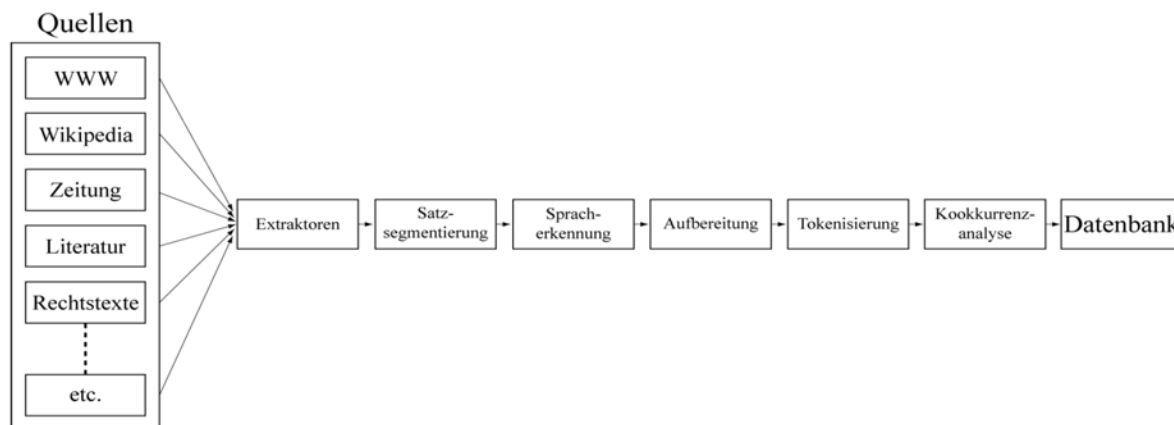 Quellen
WWW
Wikipedia
Zeitung
Literatur
Rechtstexte
etc.
Extraktoren
Satz-
segmentierung
Sprach-
erkennung
Aufbereitung
Tokenisierung
Kookkurrenz-
analyse
Datenbank